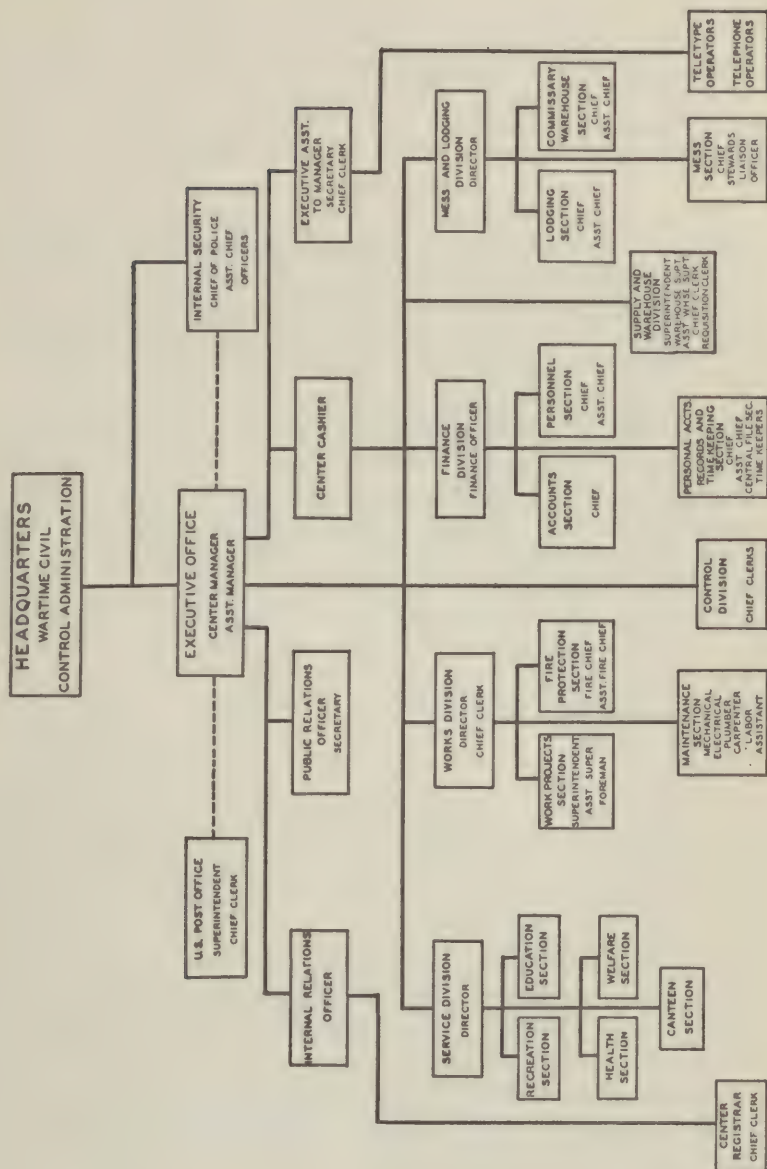 HEADQUARTERS
WARTIME CIVIL
CONTROL ADMINISTRATION
U.S. POST OFFICE
SUPERINTENDENT
CHIEF CLERK
EXECUTIVE OFFICE
CENTER MANAGER
ASST. MANAGER
INTERNAL SECURITY
CHIEF OF POLICE
ASST. CHIEF
OFFICERS
INTERNAL RELATIONS
OFFICER
PUBLIC RELATIONS
OFFICER
SECRETARY
CENTER CASHIER
EXECUTIVE ASST.
TO MANAGER
SECRETARY
CHIEF CLERK
SERVICE DIVISION
DIRECTOR
WORKS DIVISION
DIRECTOR
CHIEF CLERK
FINANCE
DIVISION
FINANCE OFFICER
MESS AND LODGING
DIVISION
DIRECTOR
RECREATION
SECTION
EDUCATION
SECTION
WORK PROJECTS
SECTION
SUPERINTENDENT
ASST SUPER
FOREMAN
FIRE
PROTECTION
SECTION
FIRE CHIEF
ASST. FIRE CHIEF
ACCOUNTS
SECTION
CHIEF
PERSONNEL
SECTION
CHIEF
ASST. CHIEF
LODGING
SECTION
CHIEF
ASST CHIEF
COMMISSARY
WAREHOUSE
SECTION
CHIEF
ASST CHIEF
HEALTH
SECTION
WELFARE
SECTION
SUPPLY AND
WAREHOUSE
DIVISION
SUPERINTENDENT
WAREHOUSE SUPT
ASST WHSE SUPT
CHIEF CLERK
REQUISITION CLERK
CANTEEN
SECTION
CENTER
REGISTRAR
CHIEF CLERK
MAINTENANCE
SECTION
MECHANICAL
ELECTRICAL
PLUMBER
CARPENTER
LABOR
ASSISTANT
CONTROL
DIVISION
CHIEF CLERKS
PERSONAL ACCTS.
RECORDS AND
TIME KEEPING
SECTION
CHIEF
ASST CHIEF
CENTRAL FILE SEC.
TIME KEEPERS
MESS
SECTION
CHIEF
STEWARDS
LIAISON
OFFICER
TELETYPE
OPERATORS
TELEPHONE
OPERATORS